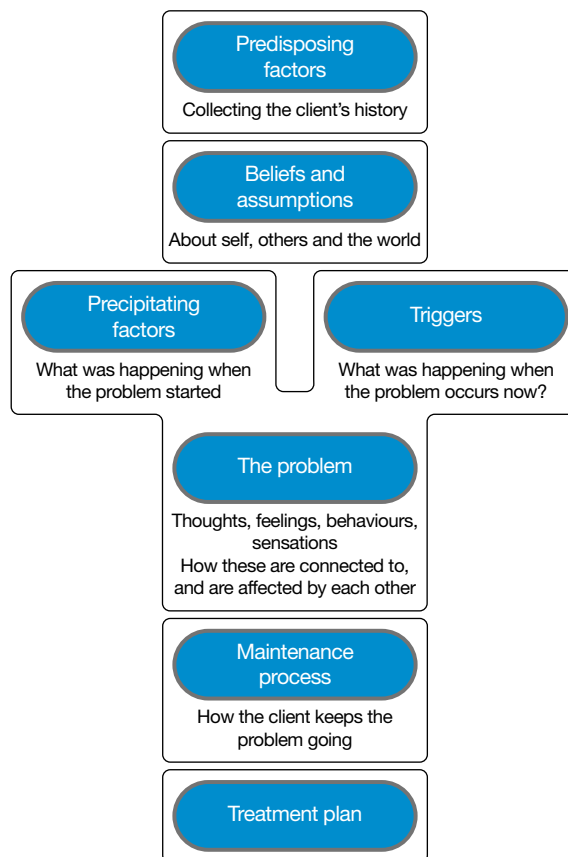 Predisposing
factors
Collecting the client's history
Beliefs and
assumptions
About self, others and the world
Precipitating
factors
What was happening when
the problem started
Triggers
What was happening when
the problem occurs now?
The problem
Thoughts, feelings, behaviours,
sensations
How these are connected to,
and are affected by each other
Maintenance
process
How the client keeps the
problem going
Treatment plan